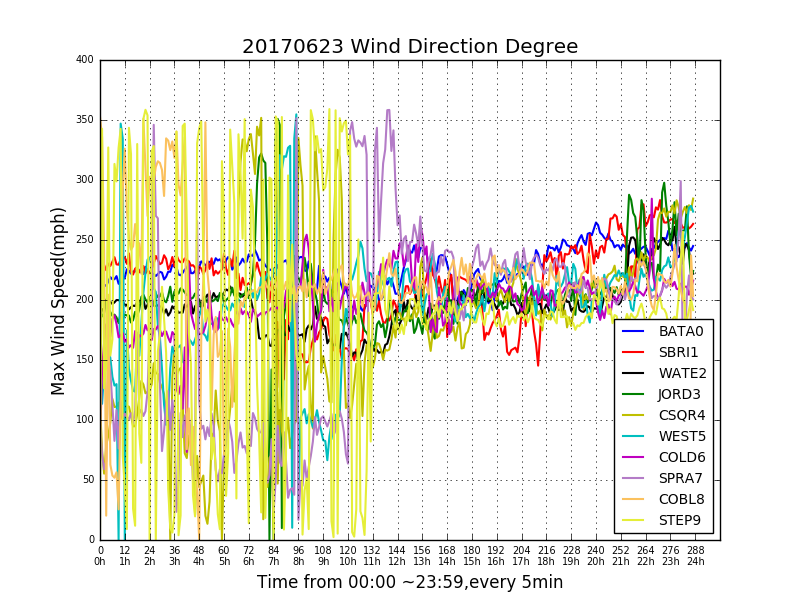 20170623 Wind Direction Degree
400
350
300
250
200
150
100
50
0
Max Wind Speed(mph)
0 12 24 36 48 60 72 84 96 108 120 132 144 156 168 180 192 204 216 228 240 252 264 276 288
0h 1h 2h 3h 4h 5h 6h 7h 8h 9h 10h 11h 12h 13h 14h 15h 16h 17h 18h 19h 20h 21h 22h 23h 24h
Time from 00:00 ~23:59,every 5min
BATA0
SBRI1
WATE2
JORD3
CSQR4
WEST5
COLD6
SPRA7
COBL8
STEP9